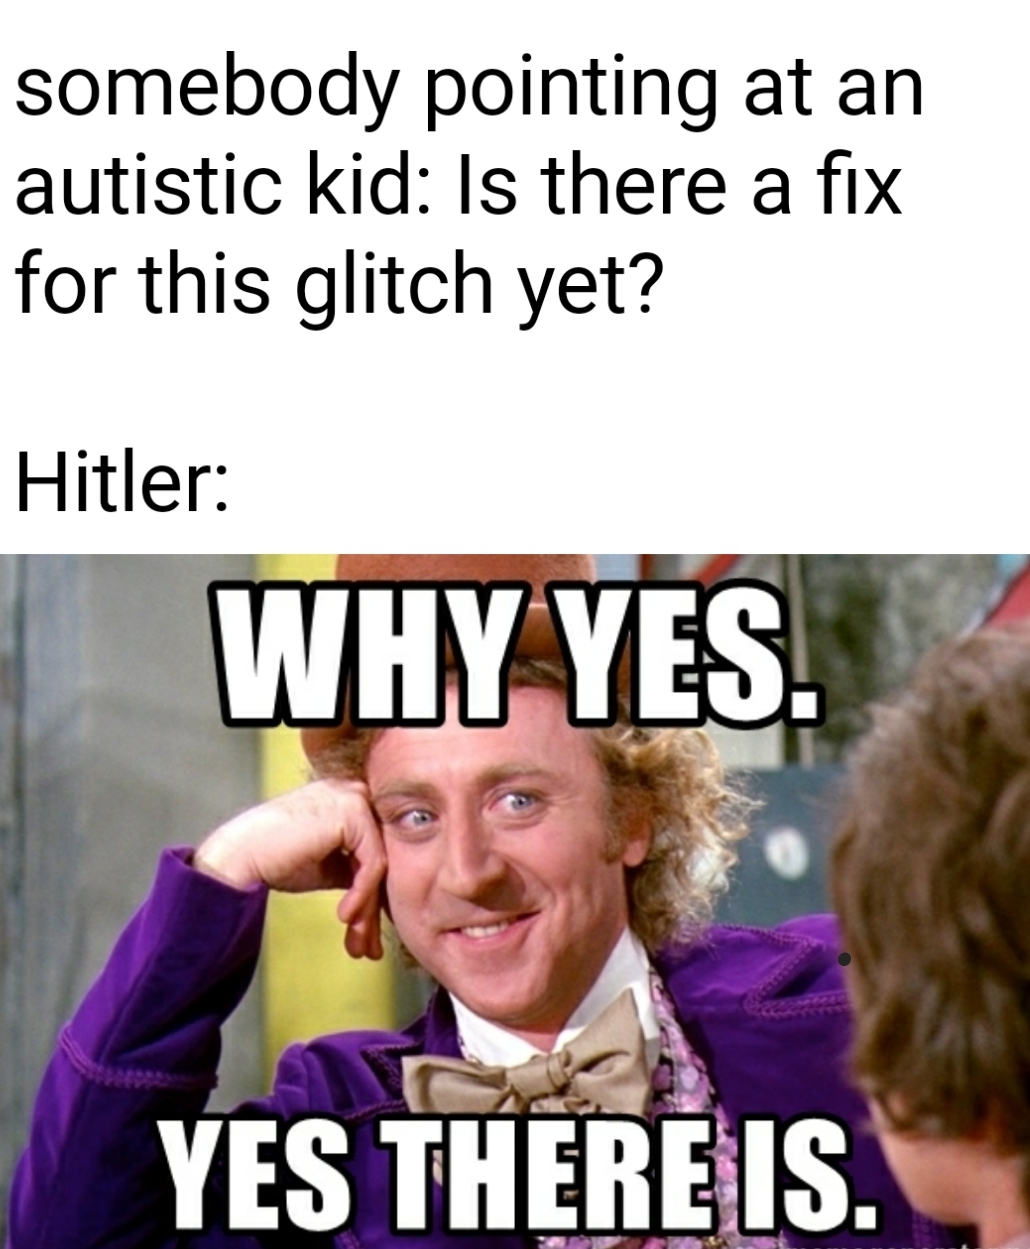 somebody pointing at an
autistic kid: Is there a fix
for this glitch yet?
Hitler:
WHY YES.
YES THERE IS.